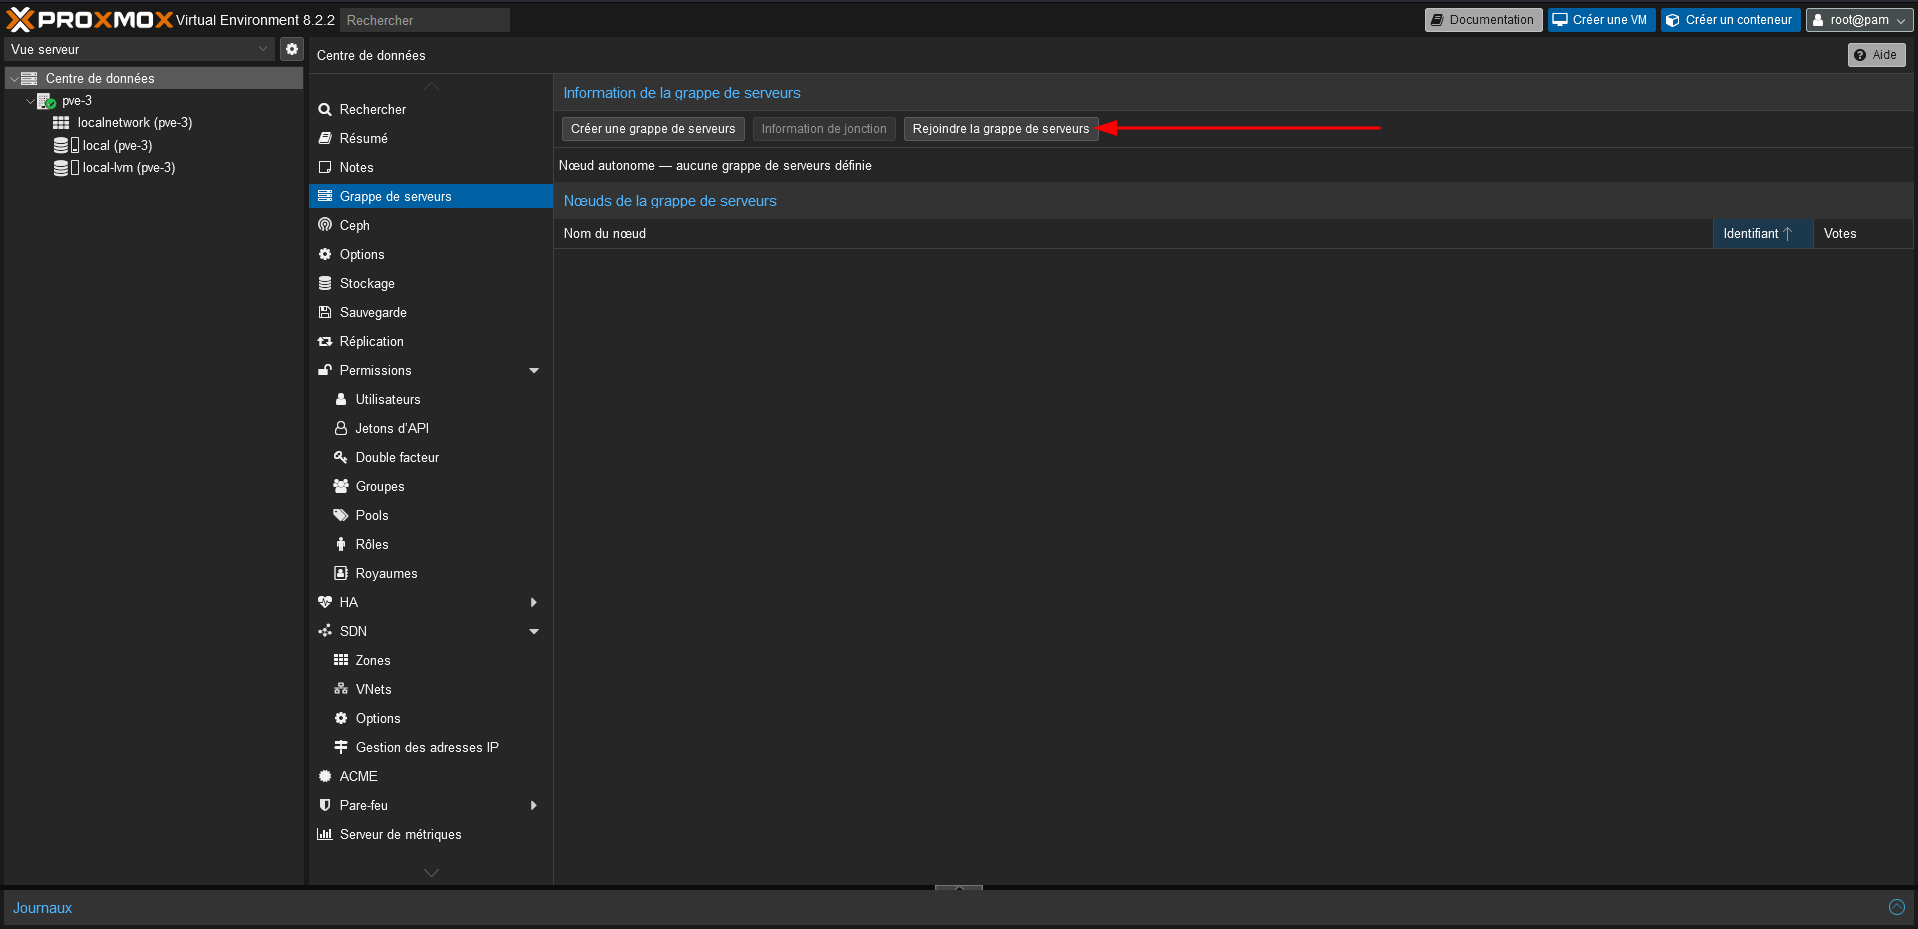 PROXMOX Virtual Environment 8.2.2 Rechercher Documentation Créer une VM Créer un conteneur root@pam
Vue serveur
Centre de données
pve-3
localnetwork (pve-3)
local (pve-3)
local-lvm (pve-3)
Centre de données Aide
Rechercher
Résumé
Notes
Grappe de serveurs
Ceph
Options
Stockage
Sauvegarde
Réplication
Permissions
Utilisateurs
Jetons d'API
Double facteur
Groupes
Pools
Rôles
Royaumes
HA
SDN
Zones
VNets
Options
Gestion des adresses IP
ACME
Pare-feu
Serveur de métriques
Information de la grappe de serveurs
Créer une grappe de serveurs Information de jonction Rejoindre la grappe de serveurs
Nœud autonome — aucune grappe de serveurs définie
Nœuds de la grappe de serveurs
Nom du nœud Identifiant Votes
Journaux